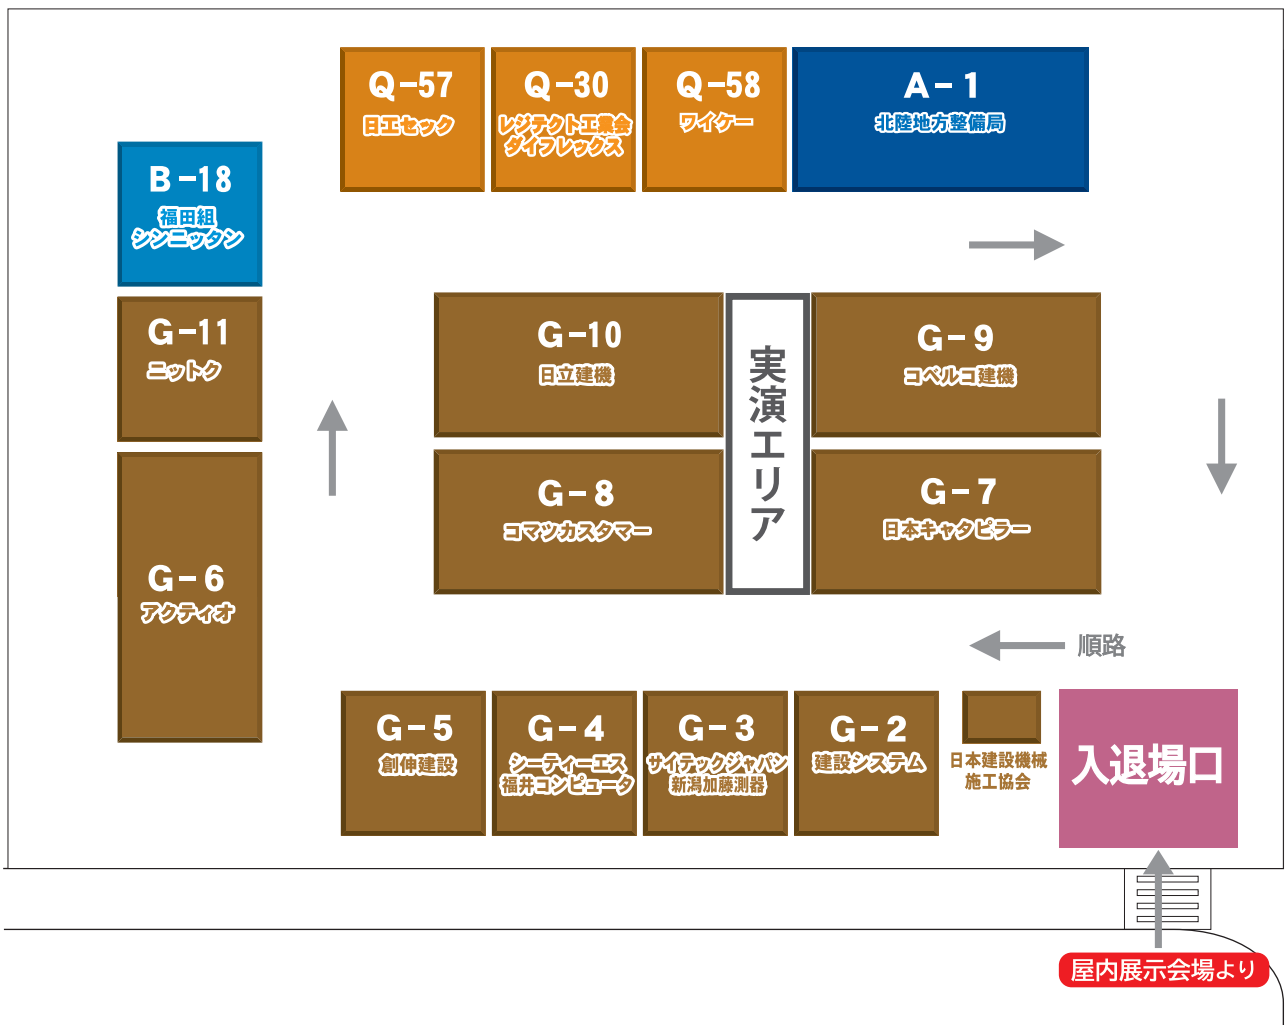 Q-57
日工セック
Q-30
レジテクト工業会
ダイフレックス
Q-58
ワイケー
A-1
北陸地方整備局
B-18
福田組
シンニッタン
G-11
ニットク
G-6
アクティオ
G-10
日立建機
G-8
コマツカスタマー
実演エリア
G-9
コベルコ建機
G-7
日本キャタピラー
順路
G-5
創伸建設
G-4
シーティーエス
福井コンピュータ
G-3
サイテックジャパン
新潟加藤測器
G-2
建設システム
日本建設機械
施工協会
入退場口
屋内展示会場より